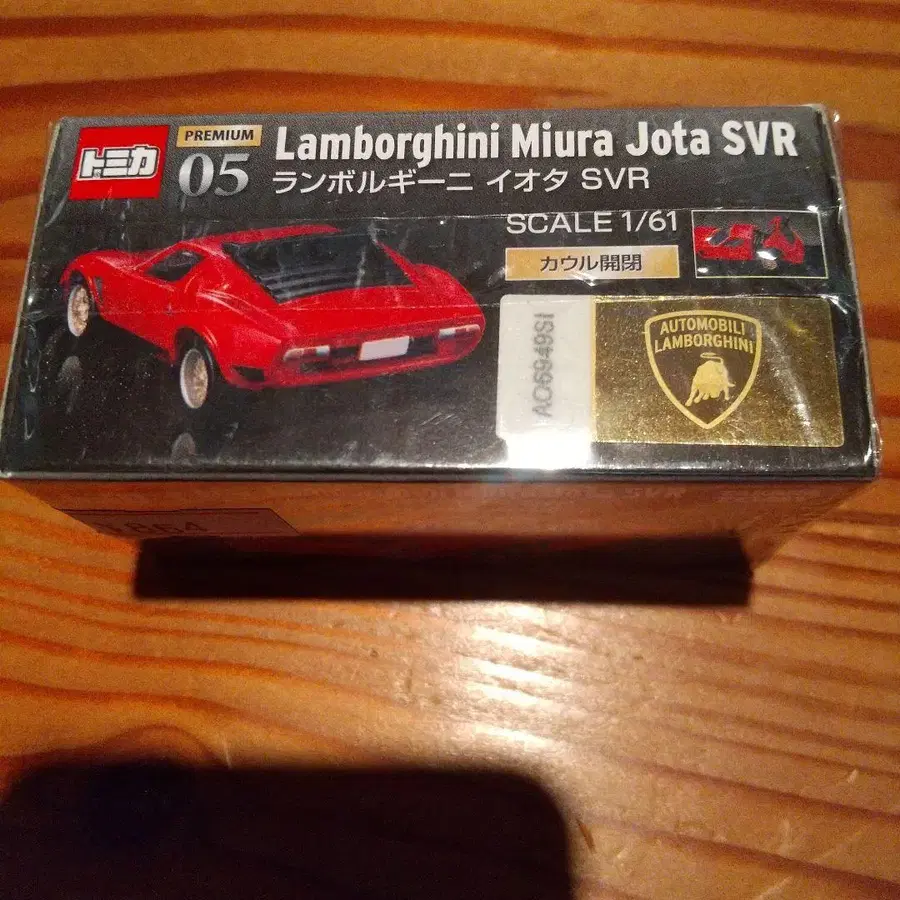 トミカ
PREMIUM
05
Lamborghini Miura Jota SVR
ランボルギーニ イオタ SVR
SCALE 1/61
カウル開閉
AO6949SI
AUTOMOBILI
LAMBORGHINI